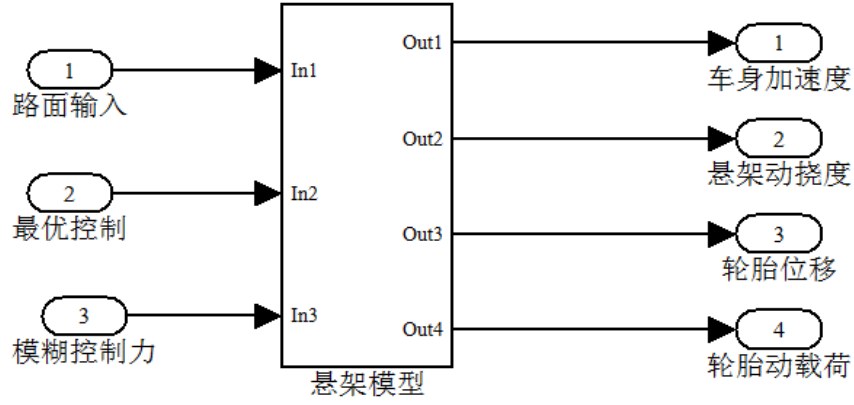 1
路面输入
2
最优控制
3
模糊控制力
In1
In2
In3
Out1
Out2
Out3
Out4
悬架模型
1
车身加速度
2
悬架动挠度
3
轮胎位移
4
轮胎动载荷